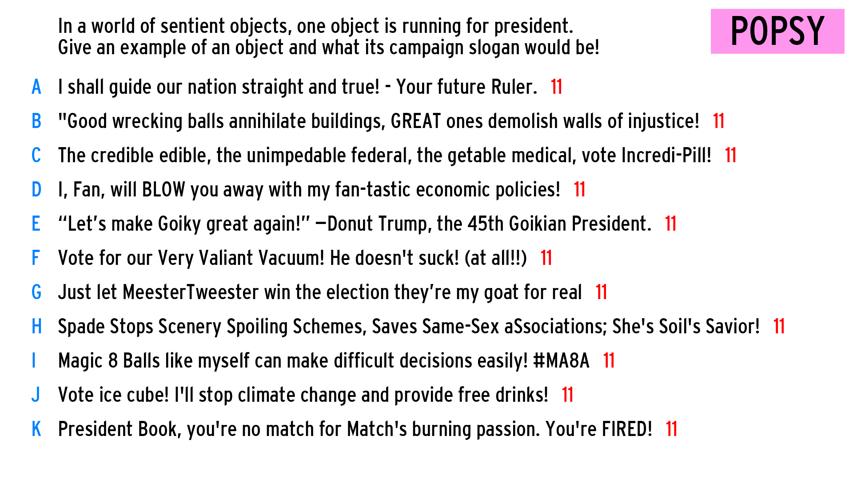 In a world of sentient objects, one object is running for president.
Give an example of an object and what its campaign slogan would be!
POPSY
A I shall guide our nation straight and true! - Your future Ruler. 11
B "Good wrecking balls annihilate buildings, GREAT ones demolish walls of injustice! 11
C The credible edible, the unimpedable federal, the getable medical, vote Incredi-Pill! 11
D I, Fan, will BLOW you away with my fan-tastic economic policies! 11
E “Let’s make Goiky great again!” —Donut Trump, the 45th Goikian President. 11
F Vote for our Very Valiant Vacuum! He doesn't suck! (at all!!) 11
G Just let MeesterTweester win the election they’re my goat for real 11
H Spade Stops Scenery Spoiling Schemes, Saves Same-Sex aSsociations; She's Soil's Savior! 11
I Magic 8 Balls like myself can make difficult decisions easily! #MA8A 11
J Vote ice cube! I'll stop climate change and provide free drinks! 11
K President Book, you're no match for Match's burning passion. You're FIRED! 11